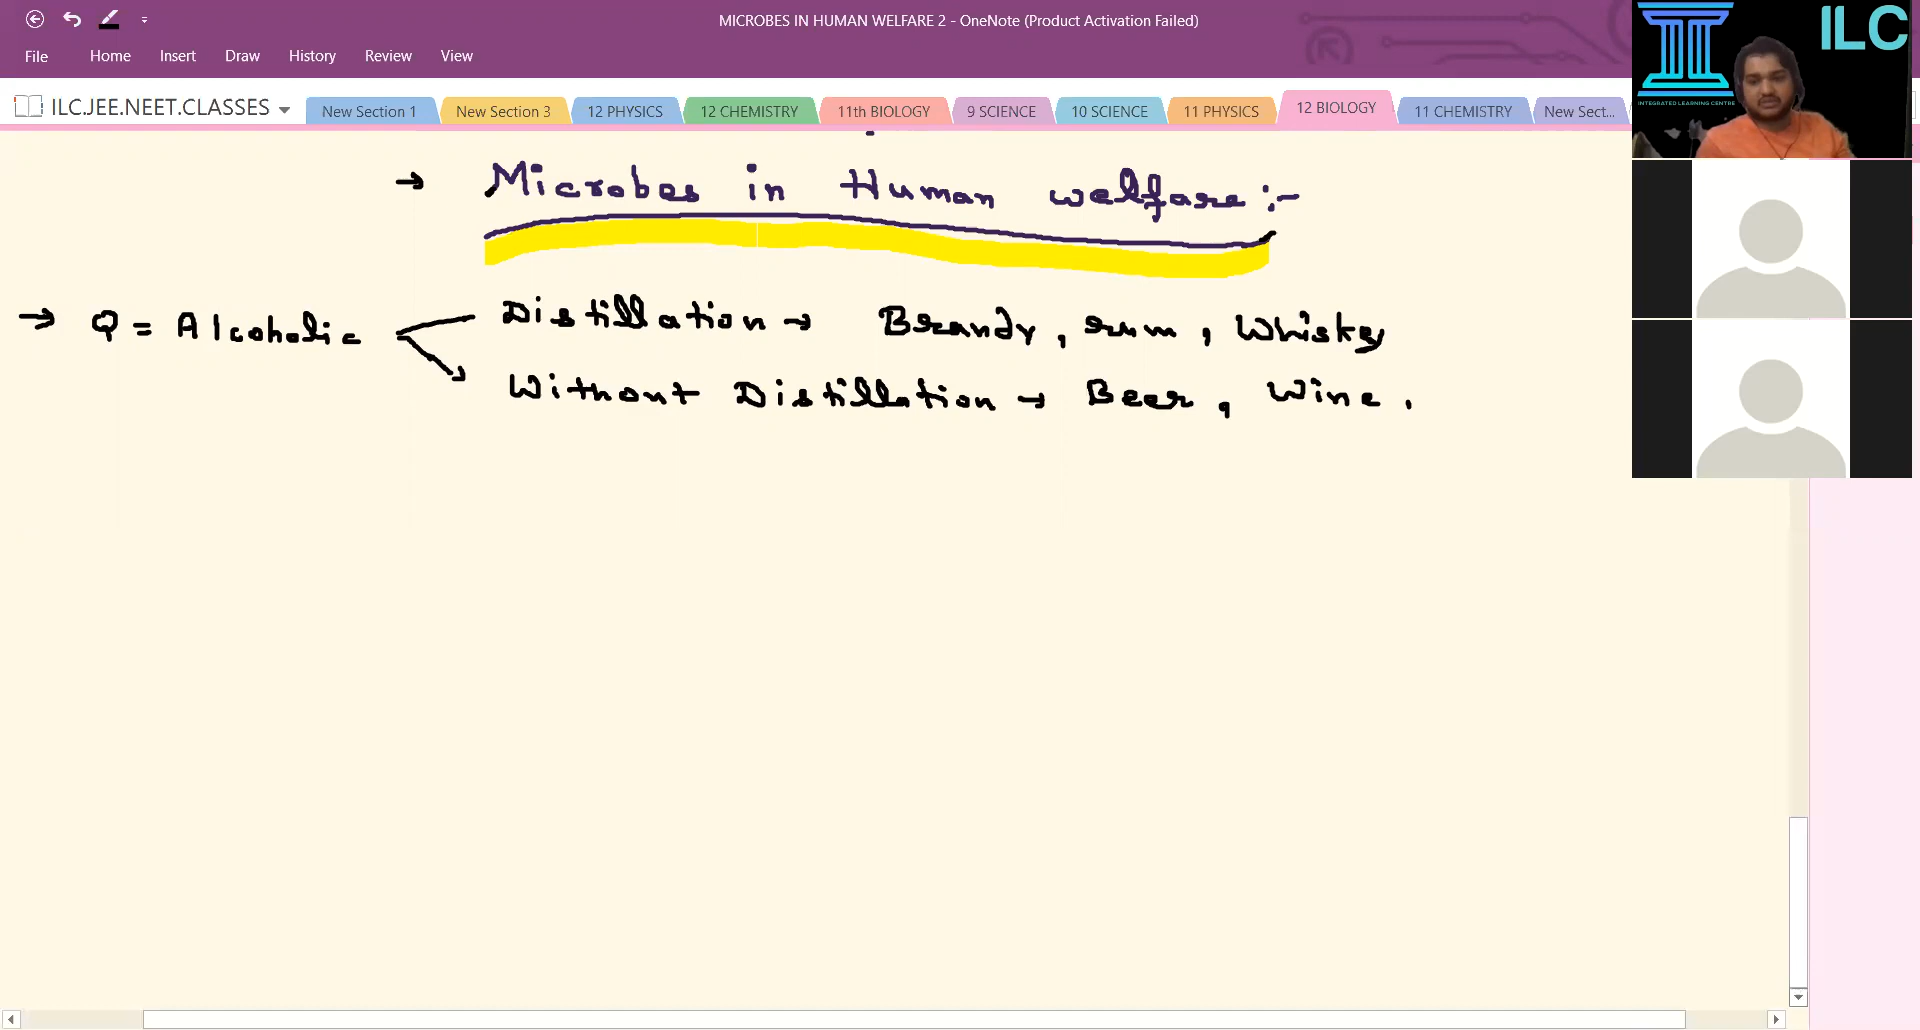 MICROBES IN HUMAN WELFARE 2 - OneNote (Product Activation Failed)
File Home Insert Draw History Review View
ILC
INTEGRATED LEARNING CENTRE
ILC.JEE.NEET.CLASSES New Section 1 New Section 3 12 PHYSICS 12 CHEMISTRY 11th BIOLOGY 9 SCIENCE 10 SCIENCE 11 PHYSICS 12 BIOLOGY 11 CHEMISTRY New Sect...
→ Microbes in Human welfare :-
→ Q = Alcoholic
Distillation → Brandy, rum, Whisky
Without Distillation → Beer, Wine.